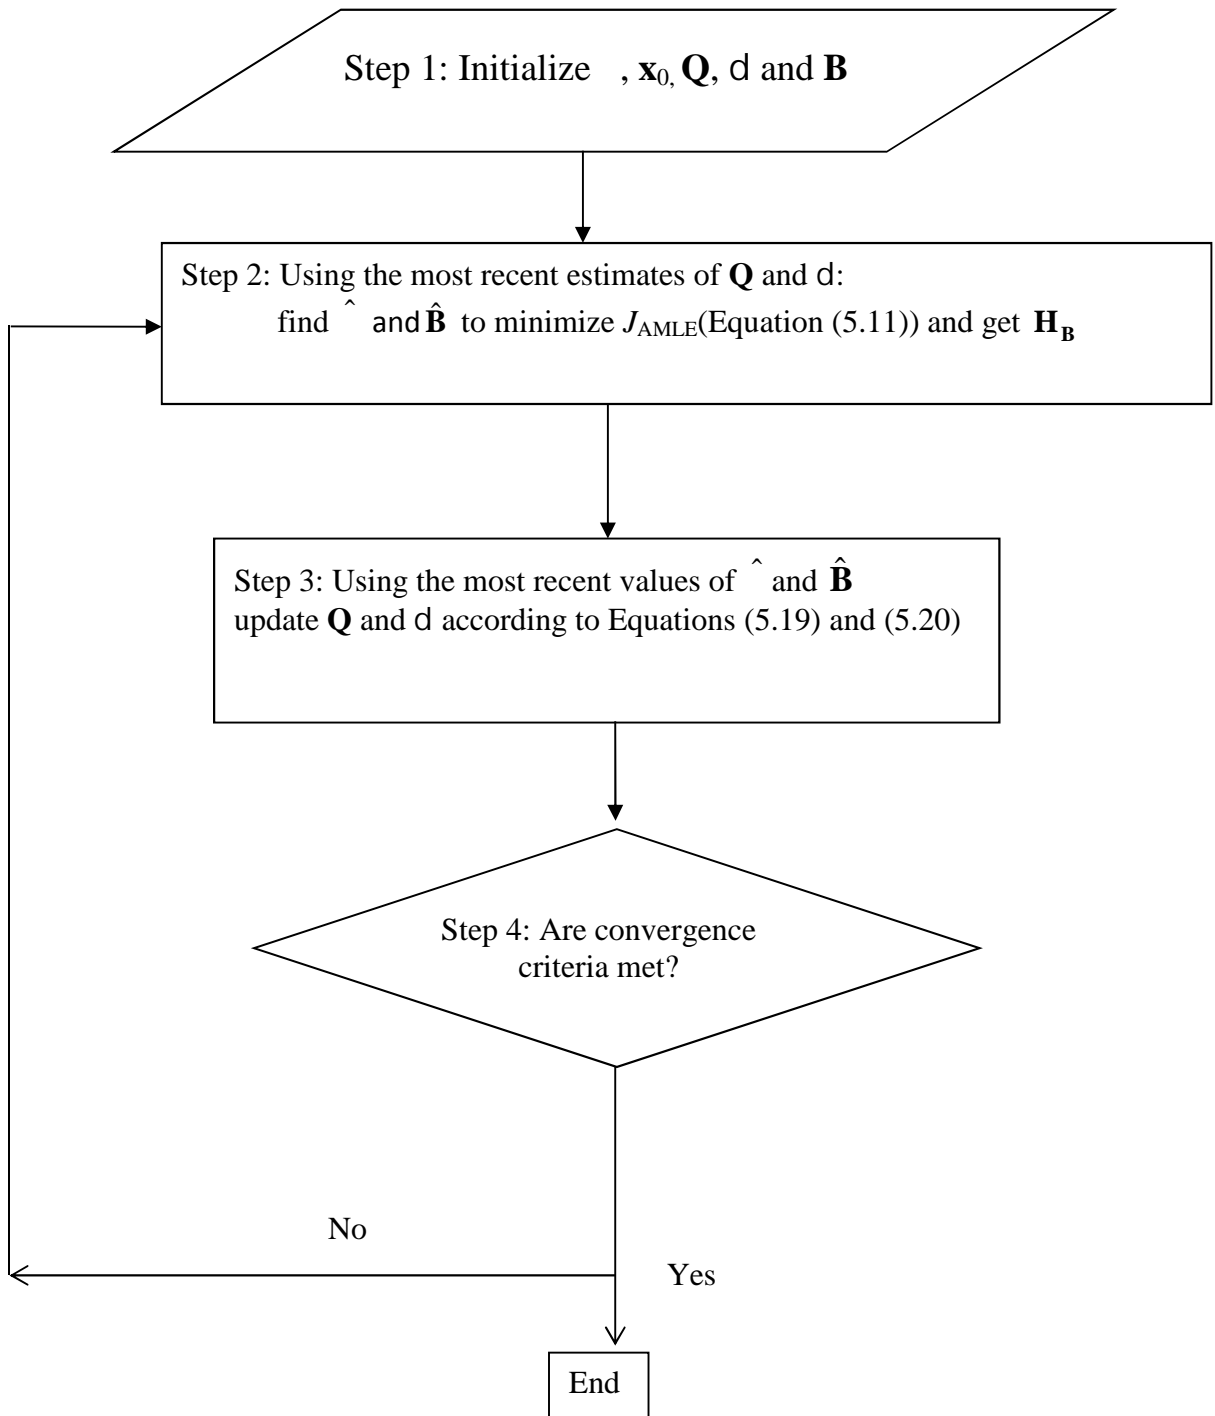 Step 1: Initialize , x0, Q, d and B
Step 2: Using the most recent estimates of Q and d:
find ˆ and B̂ to minimize JAMLE(Equation (5.11)) and get HB
Step 3: Using the most recent values of ˆ and B̂
update Q and d according to Equations (5.19) and (5.20)
Step 4: Are convergence
criteria met?
No
Yes
End